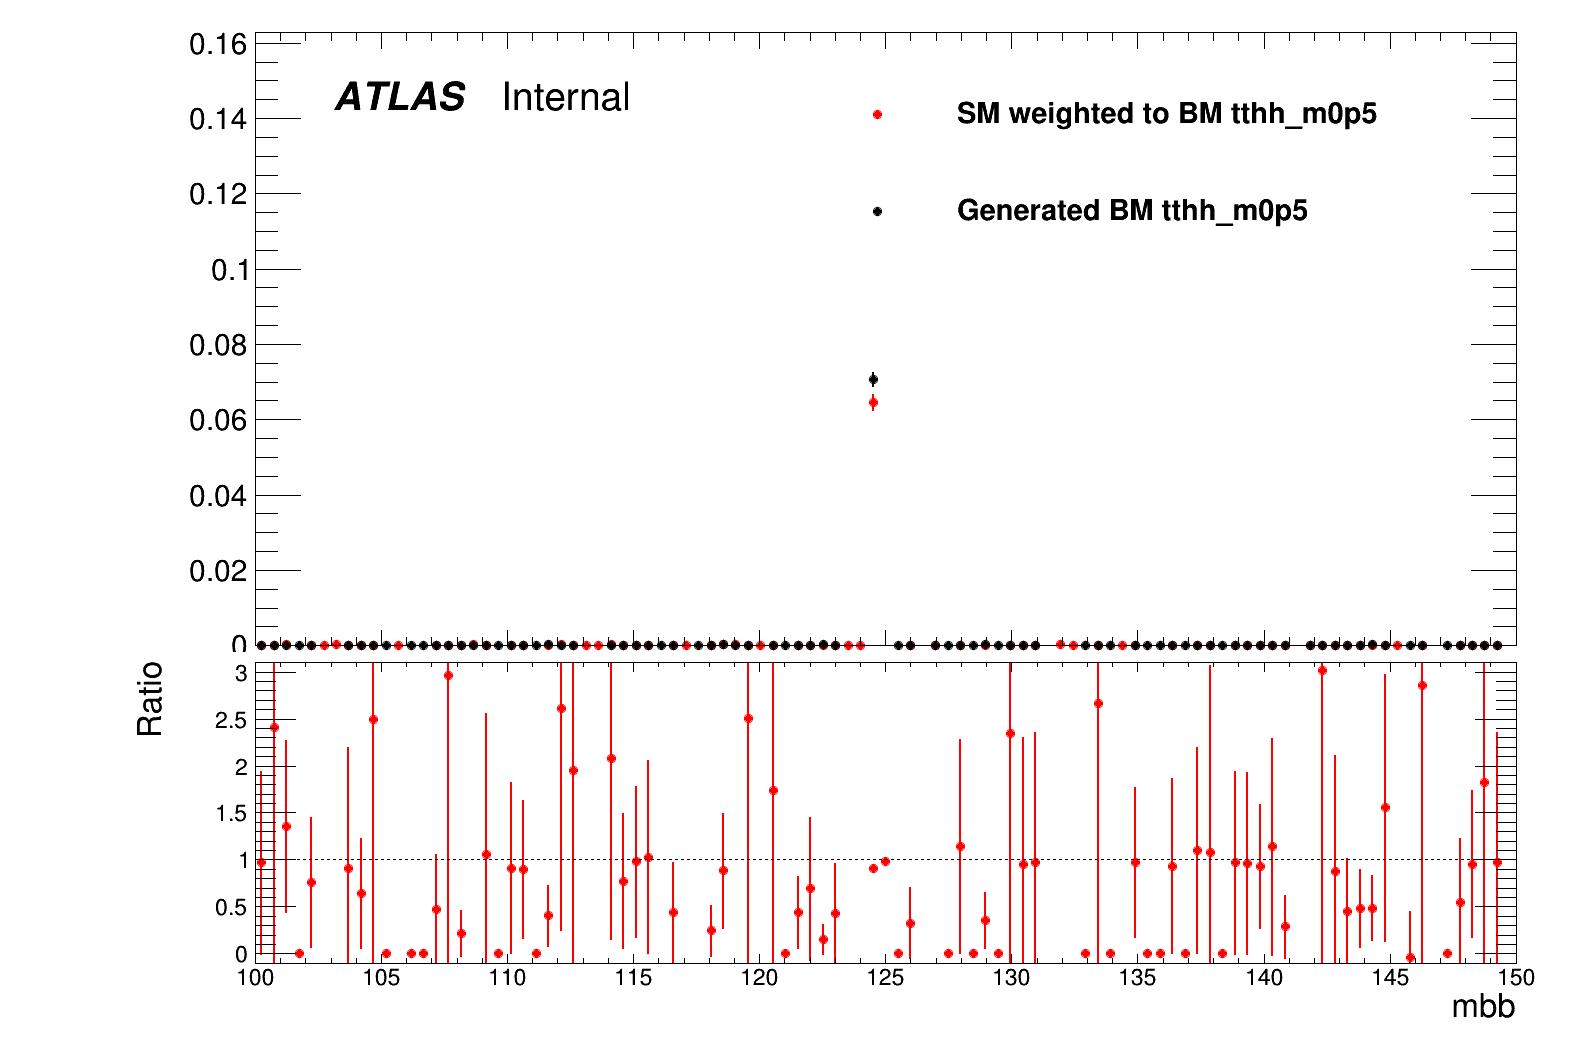 0.16
ATLAS Internal
SM weighted to BM tthh_m0p5
0.14
0.12
Generated BM tthh_m0p5
0.1
0.08
0.06
0.04
0.02
0
Ratio
3
2.5
2
1.5
1
0.5
0
100 105 110 115 120 125 130 135 140 145 150
mbb